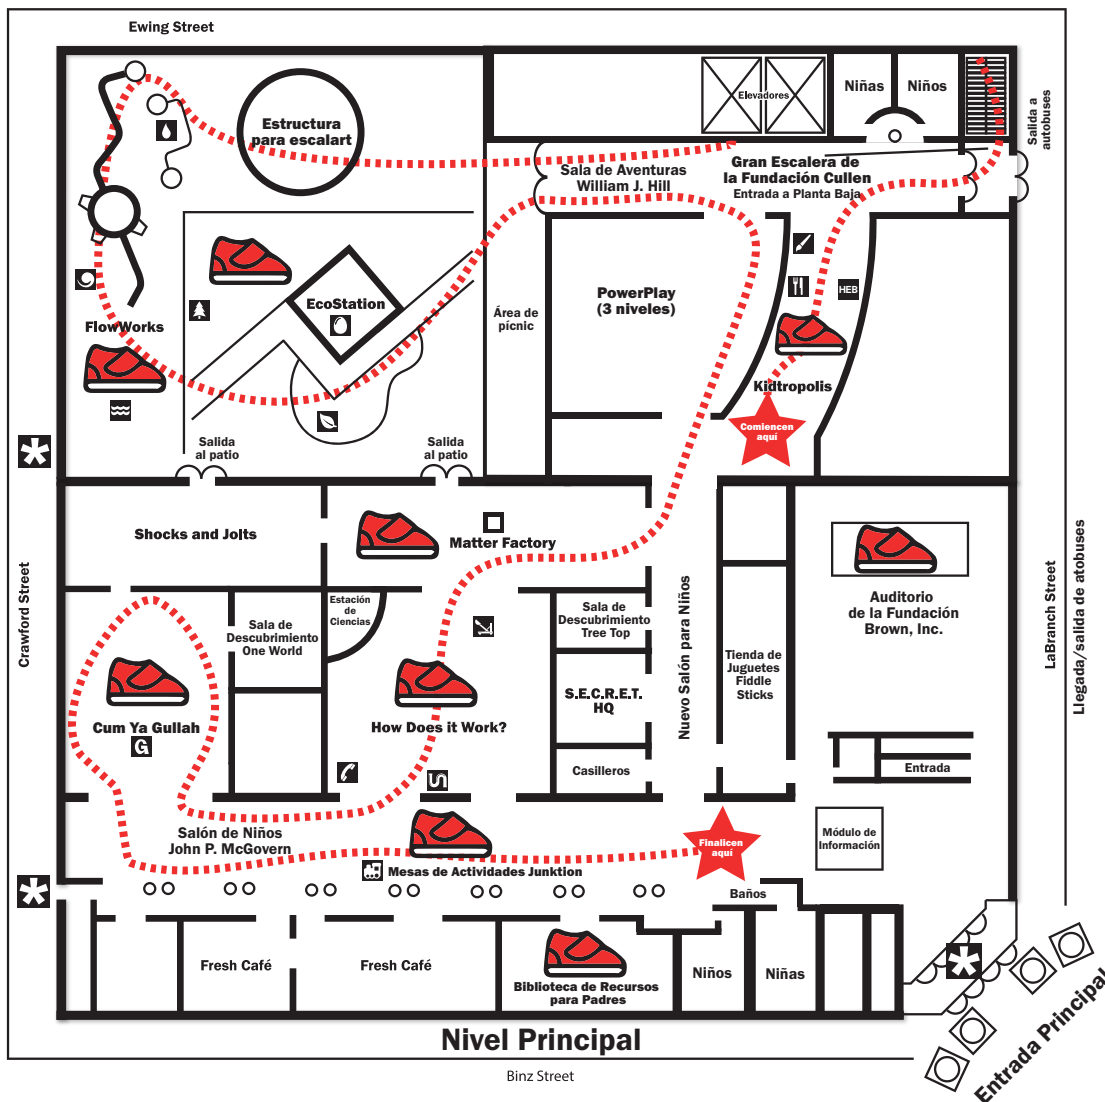 Ewing Street
Niñas
Niños
Elevadores
Salida a
autobuses
Estructura
para escalart
Sala de Aventuras
William J. Hill
Gran Escalera de
la Fundación Cullen
Entrada a Planta Baja
HEB
EcoStation
PowerPlay
(3 niveles)
Área de
pícnic
FlowWorks
Kidtropolis
Comiencen
aquí
Salida
al patio
Salida
al patio
Shocks and Jolts
Matter Factory
Crawford Street
LaBranch Street
Llegada/salida de atobuses
Auditorio
de la Fundación
Brown, Inc.
Estación
de
Ciencias
Sala de
Descubrimiento
One World
Sala de
Descubrimiento
Tree Top
Nuevo Salón para Niños
Tienda de
Juguetes
Fiddle
Sticks
S.E.C.R.E.T.
HQ
Cum Ya Gullah
G
How Does it Work?
Casilleros
Entrada
Salón de Niños
John P. McGovern
Finalicen
aquí
Módulo de
Información
Mesas de Actividades Junktion
Baños
Fresh Café
Fresh Café
Biblioteca de Recursos
para Padres
Niños
Niñas
Nivel Principal
Entrada Principal
Binz Street